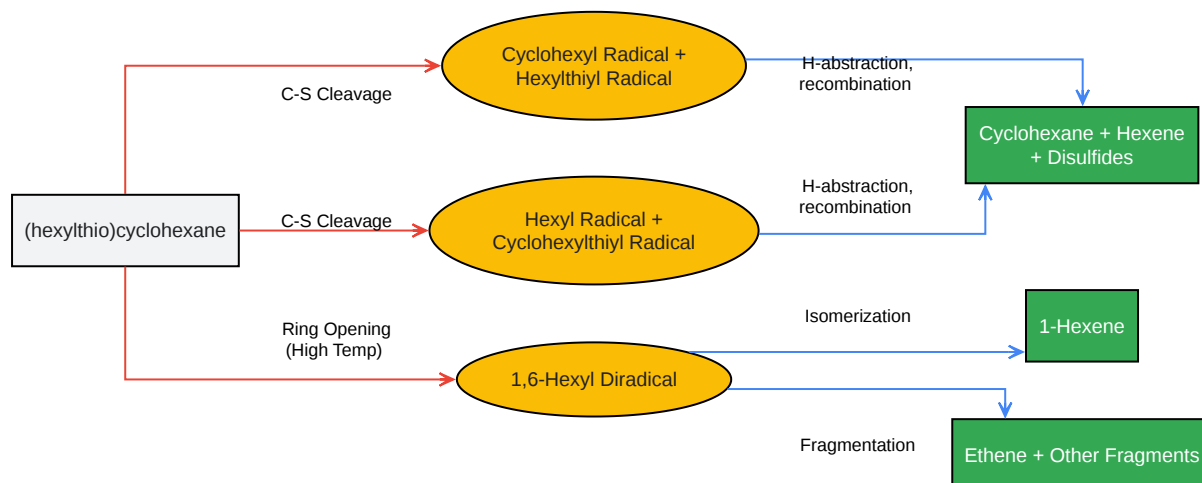 Cyclohexyl Radical +
Hexylthiyl Radical
H-abstraction,
recombination
C-S Cleavage
Cyclohexane + Hexene
+ Disulfides
(hexylthio)cyclohexane
C-S Cleavage
Hexyl Radical +
Cyclohexylthiyl Radical
H-abstraction,
recombination
Ring Opening
(High Temp)
1,6-Hexyl Diradical
Isomerization
1-Hexene
Fragmentation
Ethene + Other Fragments